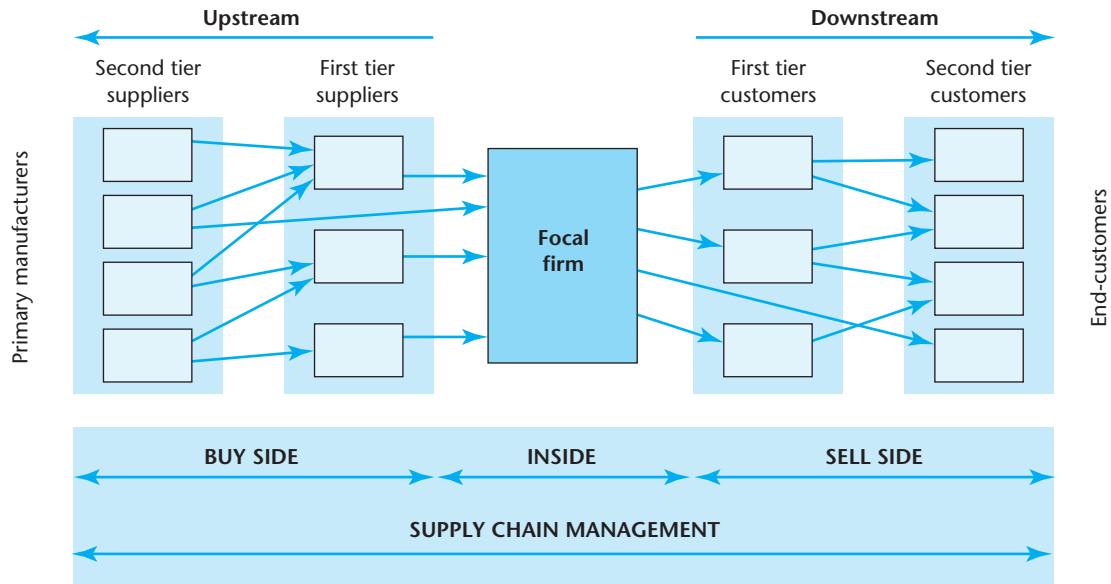 Upstream
Downstream
Second tier
suppliers
First tier
suppliers
First tier
customers
Second tier
customers
Primary manufacturers
Focal
firm
End-customers
BUY SIDE
INSIDE
SELL SIDE
SUPPLY CHAIN MANAGEMENT